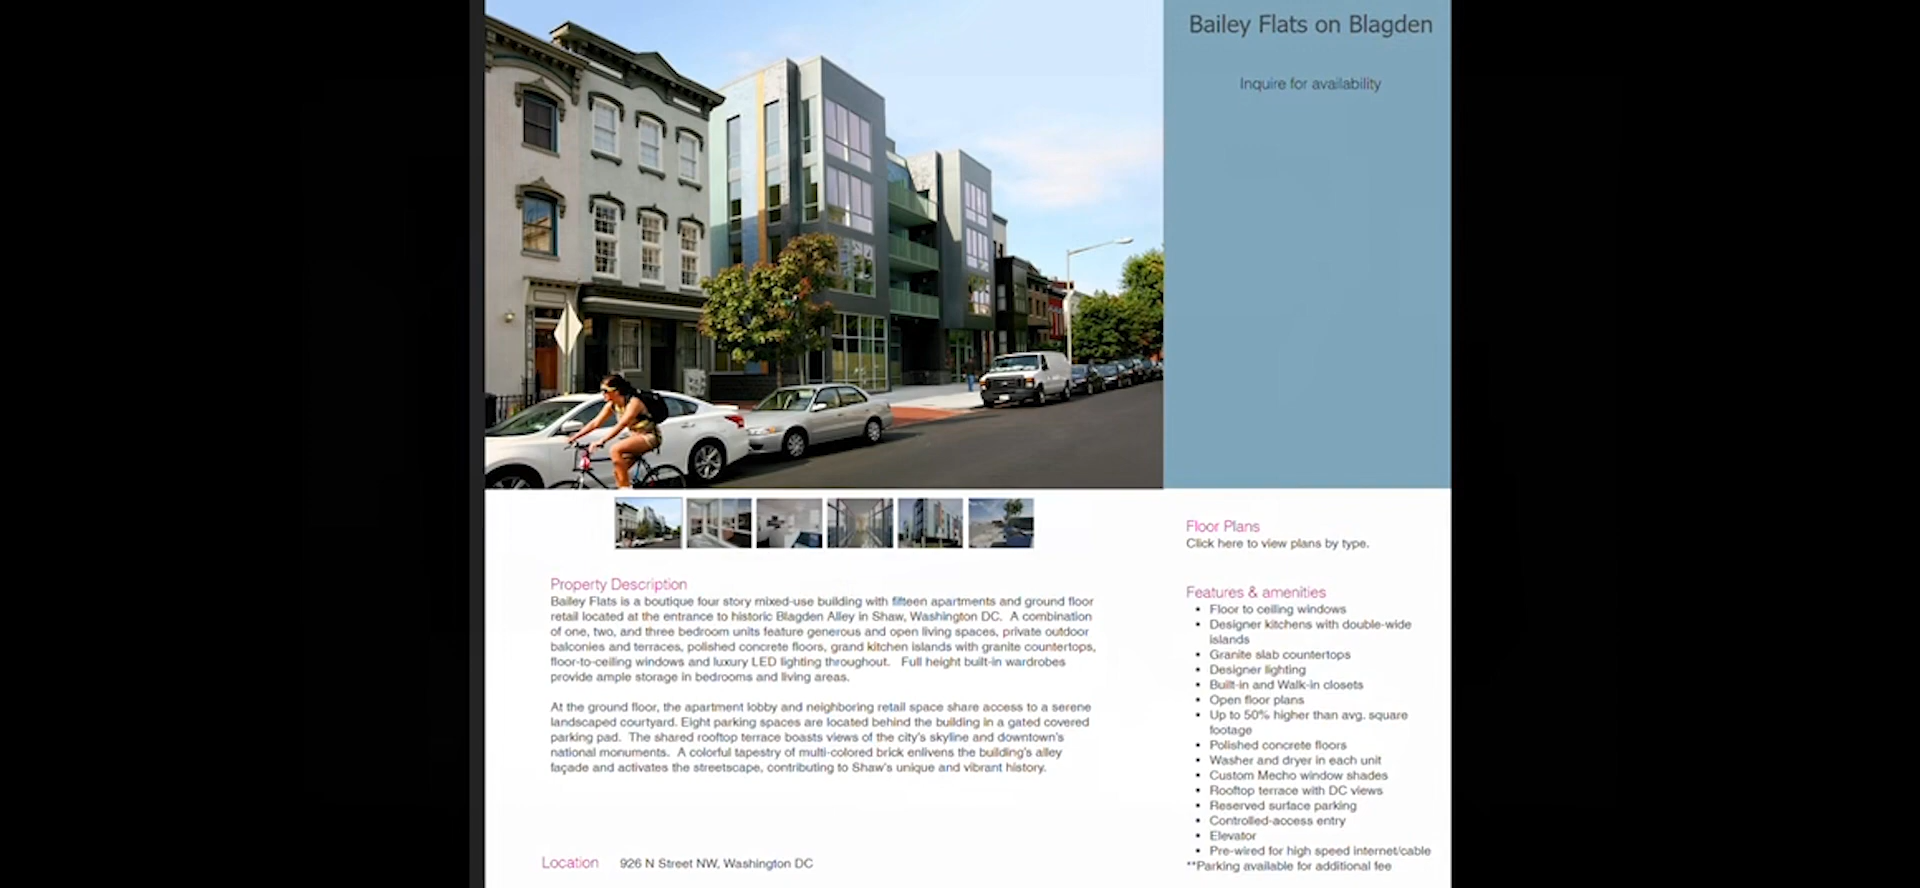 Bailey Flats on Blagden
Inquire for availability
Property Description
Bailey Flats is a boutique four story mixed-use building with fifteen apartments and ground floor
retail located at the entrance to historic Blagden Alley in Shaw, Washington DC.  A combination
of one, two, and three bedroom units feature generous and open living spaces, private outdoor
balconies and terraces, polished concrete floors, grand kitchen islands with granite countertops,
floor-to-ceiling windows and luxury LED lighting throughout.   Full height built-in wardrobes
provide ample storage in bedrooms and living areas.
At the ground floor, the apartment lobby and neighboring retail space share access to a serene
landscaped courtyard. Eight parking spaces are located behind the building in a gated covered
parking pad.  The shared rooftop terrace boasts views of the city's skyline and downtown's
national monuments.  A colorful tapestry of multi-colored brick enlivens the building's alley
façade and activates the streetscape, contributing to Shaw's unique and vibrant history.
Location 926 N Street NW, Washington DC
Floor Plans
Click here to view plans by type.
Features & amenities
• Floor to ceiling windows
• Designer kitchens with double-wide
islands
• Granite slab countertops
• Designer lighting
• Built-in and Walk-in closets
• Open floor plans
• Up to 50% higher than avg. square
footage
• Polished concrete floors
• Washer and dryer in each unit
• Custom Mecho window shades
• Rooftop terrace with DC views
• Reserved surface parking
• Controlled-access entry
• Elevator
• Pre-wired for high speed internet/cable
**Parking available for additional fee